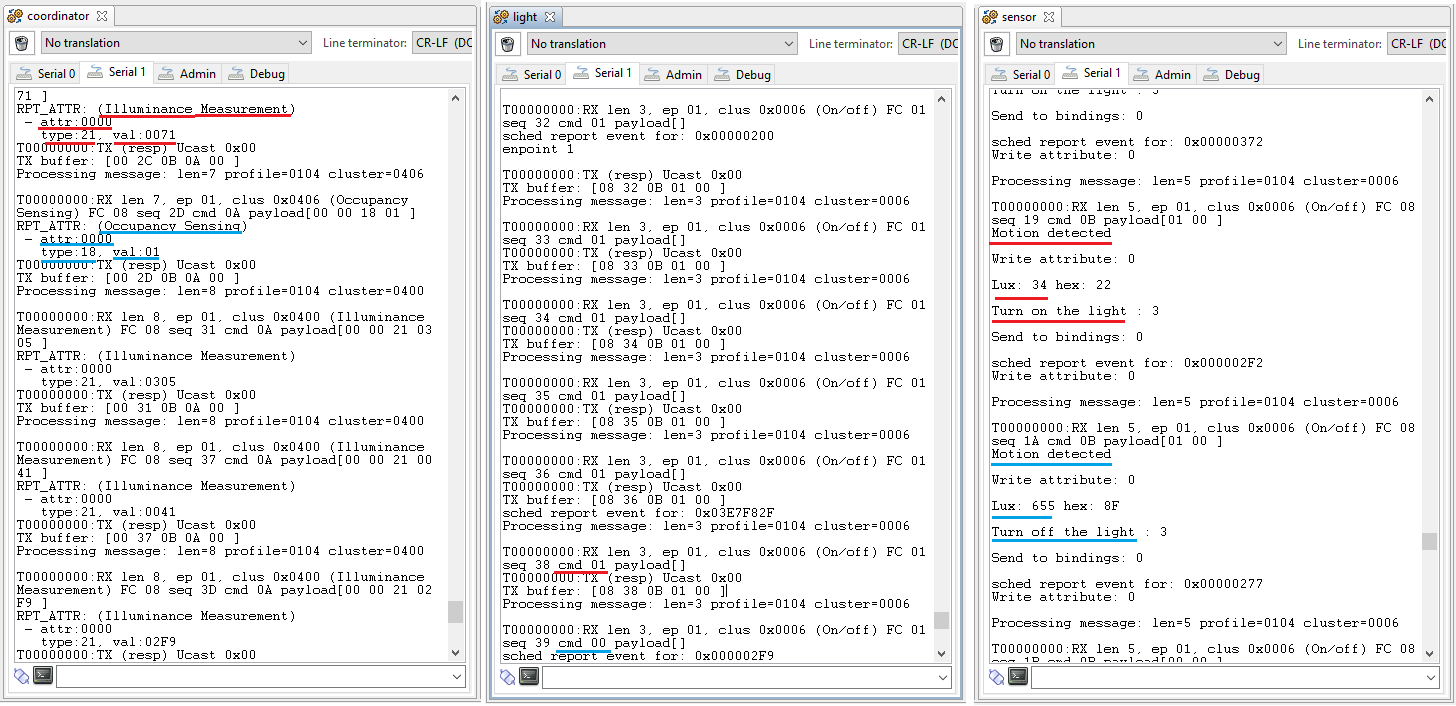 coordinator
No translation
Line terminator: CR-LF (DC
Serial 0 Serial 1 Admin Debug
71 ]
RPT_ATTR: (Illuminance Measurement)
- attr:0000
type:21, val:0071
T00000000:TX (resp) Ucast 0x00
TX buffer: [00 2C 0B 0A 00 ]
Processing message: len=7 profile=0104 cluster=0406
T00000000:RX len 7, ep 01, clus 0x0406 (Occupancy
Sensing) FC 08 seq 2D cmd 0A payload[00 00 18 01 ]
RPT_ATTR: (Occupancy Sensing)
- attr:0000
type:18, val:01
T00000000:TX (resp) Ucast 0x00
TX buffer: [00 2D 0B 0A 00 ]
Processing message: len=8 profile=0104 cluster=0400
T00000000:RX len 8, ep 01, clus 0x0400 (Illuminance
Measurement) FC 08 seq 31 cmd 0A payload[00 00 21 03
05 ]
RPT_ATTR: (Illuminance Measurement)
- attr:0000
type:21, val:0305
T00000000:TX (resp) Ucast 0x00
TX buffer: [00 31 0B 0A 00 ]
Processing message: len=8 profile=0104 cluster=0400
T00000000:RX len 8, ep 01, clus 0x0400 (Illuminance
Measurement) FC 08 seq 37 cmd 0A payload[00 00 21 00
41 ]
RPT_ATTR: (Illuminance Measurement)
- attr:0000
type:21, val:0041
T00000000:TX (resp) Ucast 0x00
TX buffer: [00 37 0B 0A 00 ]
Processing message: len=8 profile=0104 cluster=0400
T00000000:RX len 8, ep 01, clus 0x0400 (Illuminance
Measurement) FC 08 seq 3D cmd 0A payload[00 00 21 02
F9 ]
RPT_ATTR: (Illuminance Measurement)
- attr:0000
type:21, val:02F9
T00000000:TX (resp) Ucast 0x00
light
No translation
Line terminator: CR-LF (DC
Serial 0 Serial 1 Admin Debug
T00000000:RX len 3, ep 01, clus 0x0006 (On/off) FC 01
seq 32 cmd 01 payload[]
sched report event for: 0x00000200
enpoint 1
T00000000:TX (resp) Ucast 0x00
TX buffer: [08 32 0B 01 00 ]
Processing message: len=3 profile=0104 cluster=0006
T00000000:RX len 3, ep 01, clus 0x0006 (On/off) FC 01
seq 33 cmd 01 payload[]
T00000000:TX (resp) Ucast 0x00
TX buffer: [08 33 0B 01 00 ]
Processing message: len=3 profile=0104 cluster=0006
T00000000:RX len 3, ep 01, clus 0x0006 (On/off) FC 01
seq 34 cmd 01 payload[]
T00000000:TX (resp) Ucast 0x00
TX buffer: [08 34 0B 01 00 ]
Processing message: len=3 profile=0104 cluster=0006
T00000000:RX len 3, ep 01, clus 0x0006 (On/off) FC 01
seq 35 cmd 01 payload[]
T00000000:TX (resp) Ucast 0x00
TX buffer: [08 35 0B 01 00 ]
Processing message: len=3 profile=0104 cluster=0006
T00000000:RX len 3, ep 01, clus 0x0006 (On/off) FC 01
seq 36 cmd 01 payload[]
T00000000:TX (resp) Ucast 0x00
TX buffer: [08 36 0B 01 00 ]
sched report event for: 0x03E7F82F
Processing message: len=3 profile=0104 cluster=0006
T00000000:RX len 3, ep 01, clus 0x0006 (On/off) FC 01
seq 38 cmd 01 payload[]
T00000000:TX (resp) Ucast 0x00
TX buffer: [08 38 0B 01 00 ]
Processing message: len=3 profile=0104 cluster=0006
T00000000:RX len 3, ep 01, clus 0x0006 (On/off) FC 01
seq 39 cmd 00 payload[]
sched report event for: 0x000002F9
sensor
No translation
Line terminator: CR-LF (DC
Serial 0 Serial 1 Admin Debug
Turn on the light : 3
Send to bindings: 0
sched report event for: 0x00000372
Write attribute: 0
Processing message: len=5 profile=0104 cluster=0006
T00000000:RX len 5, ep 01, clus 0x0006 (On/off) FC 08
seq 19 cmd 0B payload[01 00 ]
Motion detected
Write attribute: 0
Lux: 34 hex: 22
Turn on the light : 3
Send to bindings: 0
sched report event for: 0x000002F2
Write attribute: 0
Processing message: len=5 profile=0104 cluster=0006
T00000000:RX len 5, ep 01, clus 0x0006 (On/off) FC 08
seq 1A cmd 0B payload[01 00 ]
Motion detected
Write attribute: 0
Lux: 655 hex: 8F
Turn off the light : 3
Send to bindings: 0
sched report event for: 0x00000277
Write attribute: 0
Processing message: len=5 profile=0104 cluster=0006
T00000000:RX len 5, ep 01, clus 0x0006 (On/off) FC 08
seq 1B cmd 0B payload[00 00 ]